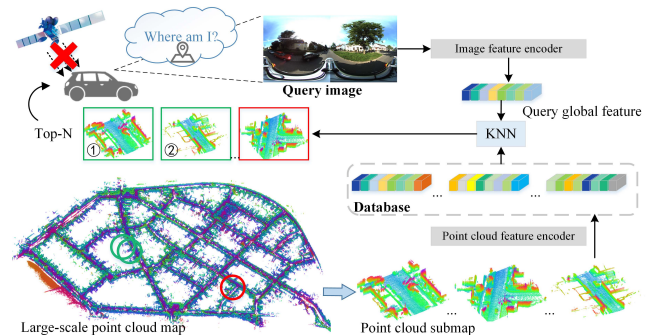 Where am I?
Query image
Image feature encoder
Query global feature
KNN
Top-N
①
②
...
Database
...
...
Point cloud feature encoder
Large-scale point cloud map
Point cloud submap
...
...